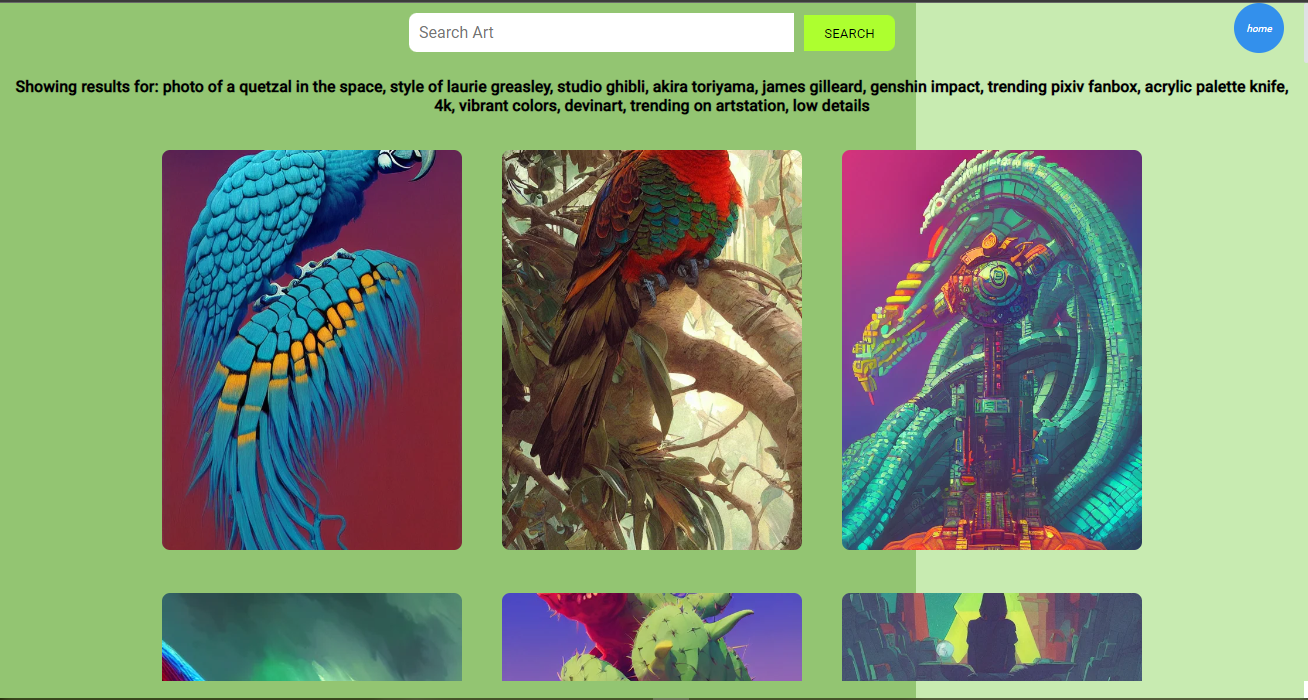 Search Art
SEARCH
home
Showing results for: photo of a quetzal in the space, style of laurie greasley, studio ghibli, akira toriyama, james gilleard, genshin impact, trending pixiv fanbox, acrylic palette knife,
4k, vibrant colors, devinart, trending on artstation, low details